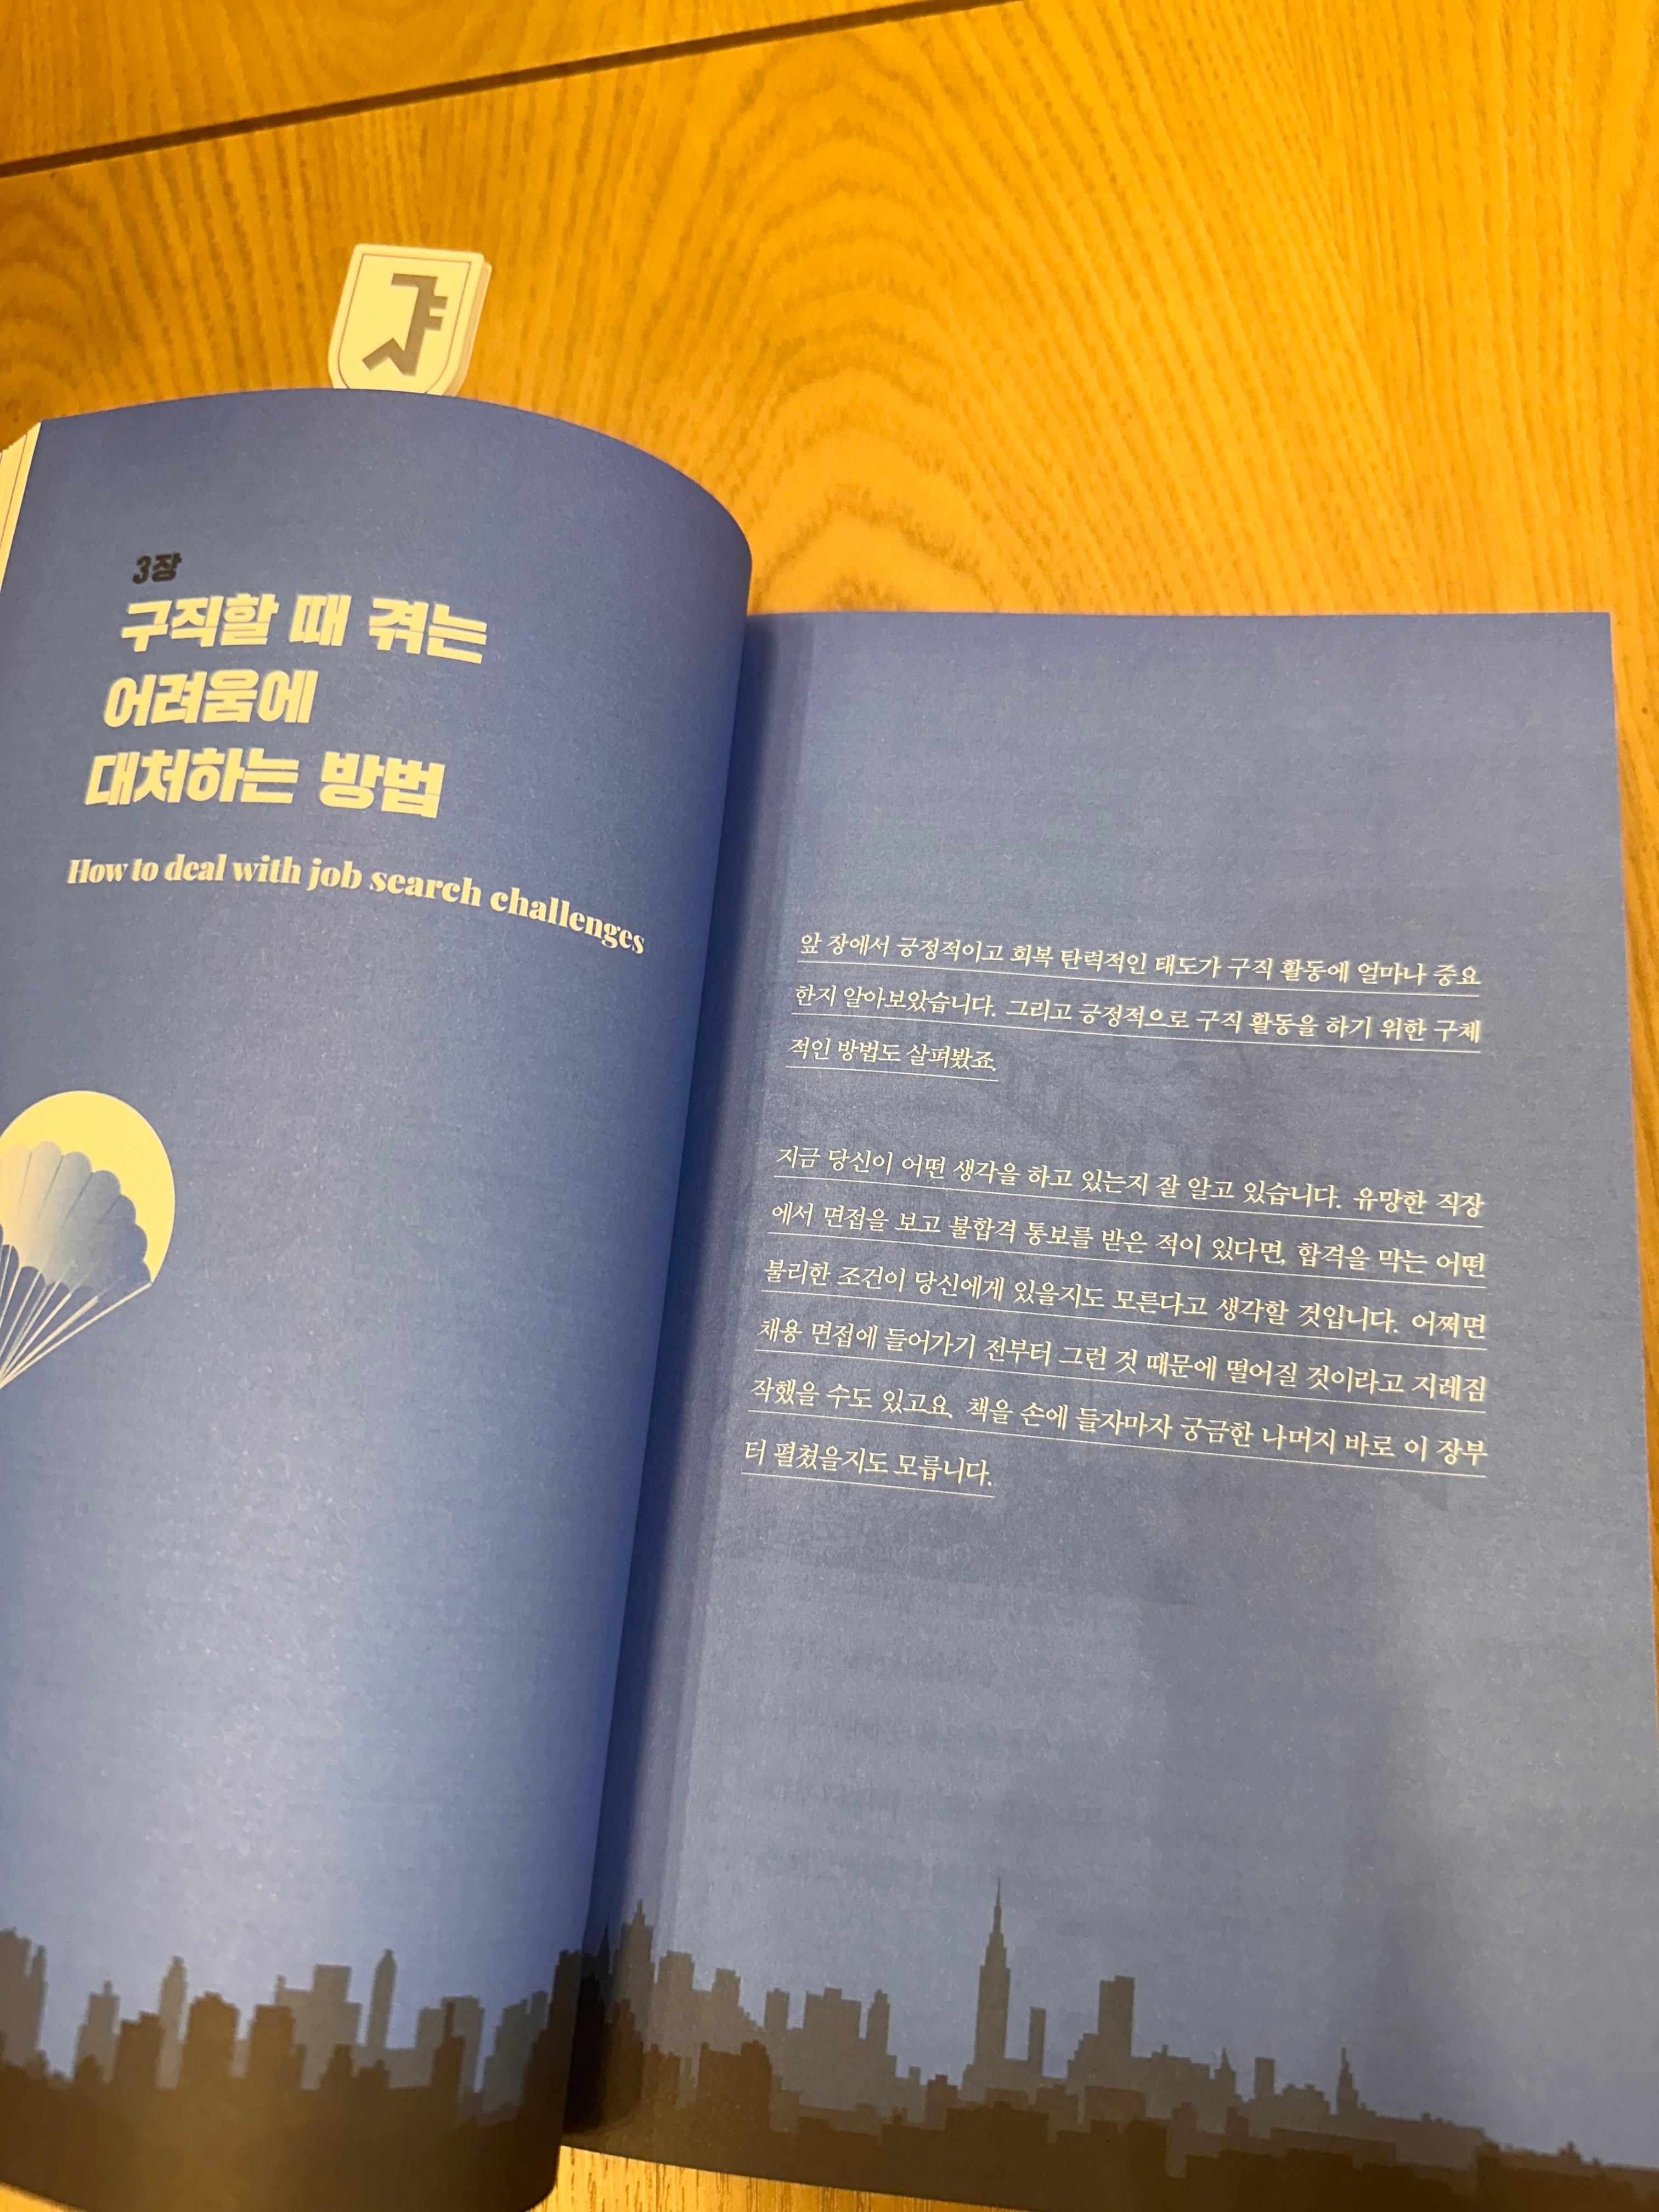 3장
구직할 때 겪는
어려움에
대처하는 방법
How to deal with job search challenges
앞 장에서 긍정적이고 회복 탄력적인 태도가 구직 활동에 얼마나 중요
한지 알아보았습니다. 그리고 긍정적으로 구직 활동을 하기 위한 구체
적인 방법도 살펴봤죠.
지금 당신이 어떤 생각을 하고 있는지 잘 알고 있습니다. 유망한 직장
에서 면접을 보고 불합격 통보를 받은 적이 있다면, 합격을 막는 어떤
불리한 조건이 당신에게 있을지도 모른다고 생각할 것입니다. 어쩌면
채용 면접에 들어가기 전부터 그런 것 때문에 떨어질 것이라고 지레짐
작했을 수도 있고요. 책을 손에 들자마자 궁금한 나머지 바로 이 장부
터 펼쳤을지도 모릅니다.